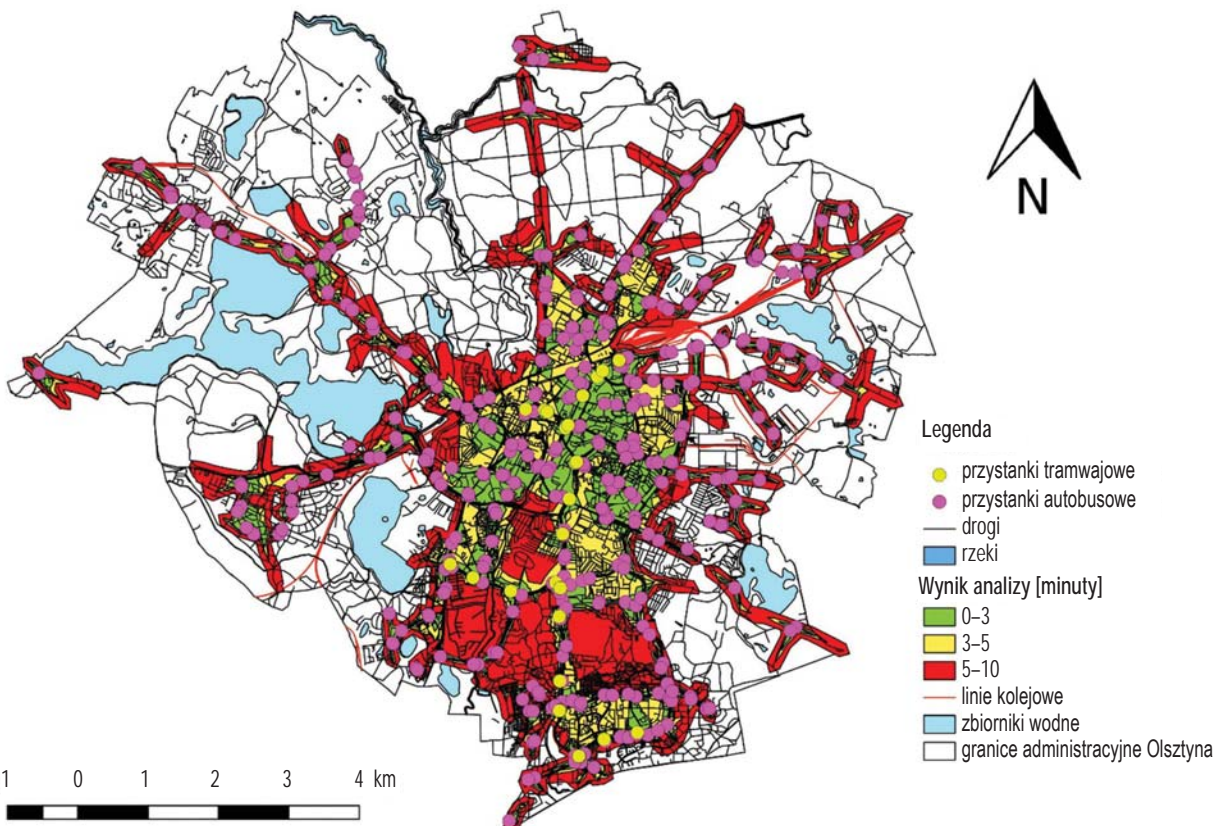 N
Legenda
przystanki tramwajowe
przystanki autobusowe
drogi
rzeki
Wynik analizy [minuty]
0–3
3–5
5–10
linie kolejowe
zbiorniki wodne
granice administracyjne Olsztyna
1 0 1 2 3 4 km